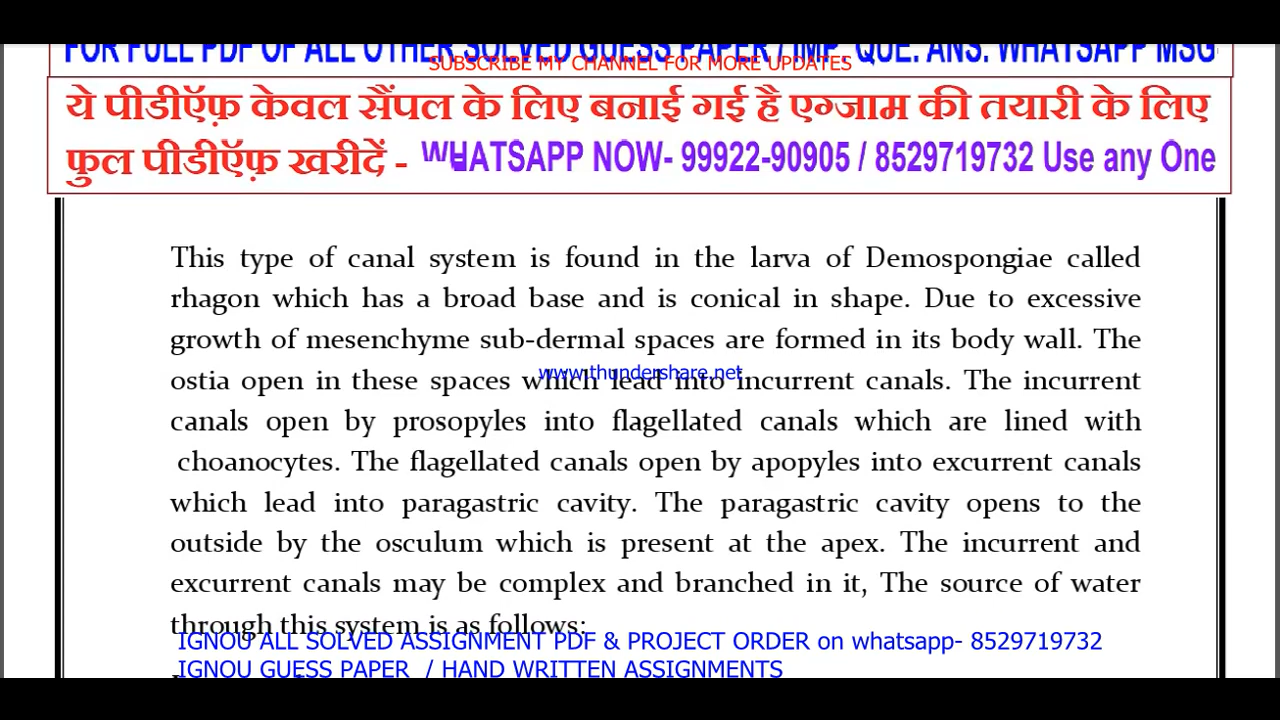 FOR FULL PDF OF ALL OTHER SOLVED GUESS PAPER / IMP. QUE. ANS. WHATSAPP MSG
SUBSCRIBE MY CHANNEL FOR MORE UPDATES
ये पीडीऍफ़ केवल सैंपल के लिए बनाई गई है एग्जाम की तयारी के लिए
फुल पीडीऍफ़ खरीदें - WHATSAPP NOW- 99922-90905 / 8529719732 Use any One
This type of canal system is found in the larva of Demospongiae called
rhagon which has a broad base and is conical in shape. Due to excessive
growth of mesenchyme sub-dermal spaces are formed in its body wall. The
ostia open in these spaces which lead into incurrent canals. The incurrent
www.thundershare.net
canals open by prosopyles into flagellated canals which are lined with
choanocytes. The flagellated canals open by apopyles into excurrent canals
which lead into paragastric cavity. The paragastric cavity opens to the
outside by the osculum which is present at the apex. The incurrent and
excurrent canals may be complex and branched in it, The source of water
through this system is as follows:
IGNOU ALL SOLVED ASSIGNMENT PDF & PROJECT ORDER on whatsapp- 8529719732
IGNOU GUESS PAPER / HAND WRITTEN ASSIGNMENTS